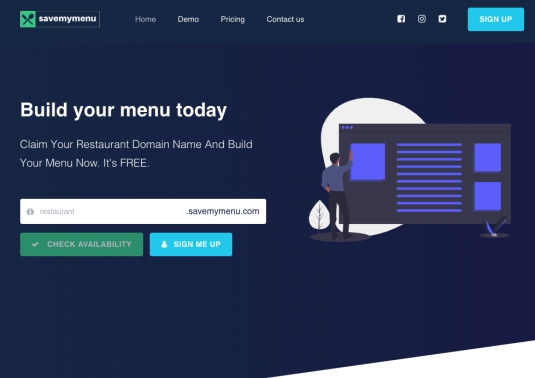 savemymenu
Home Demo Pricing Contact us
SIGN UP
Build your menu today
Claim Your Restaurant Domain Name And Build
Your Menu Now. It's FREE.
restaurant .savemymenu.com
CHECK AVAILABILITY SIGN ME UP